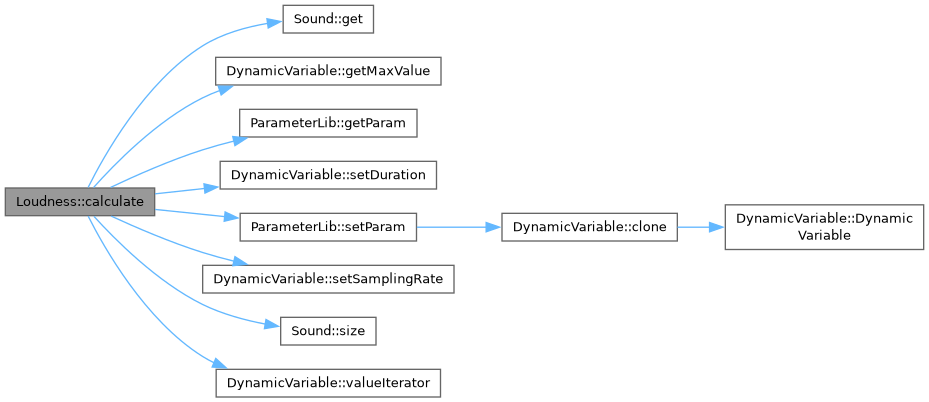 Sound::get
DynamicVariable::getMaxValue
ParameterLib::getParam
DynamicVariable::setDuration
Loudness::calculate
ParameterLib::setParam
DynamicVariable::clone
DynamicVariable::Dynamic
Variable
DynamicVariable::setSamplingRate
Sound::size
DynamicVariable::valueIterator